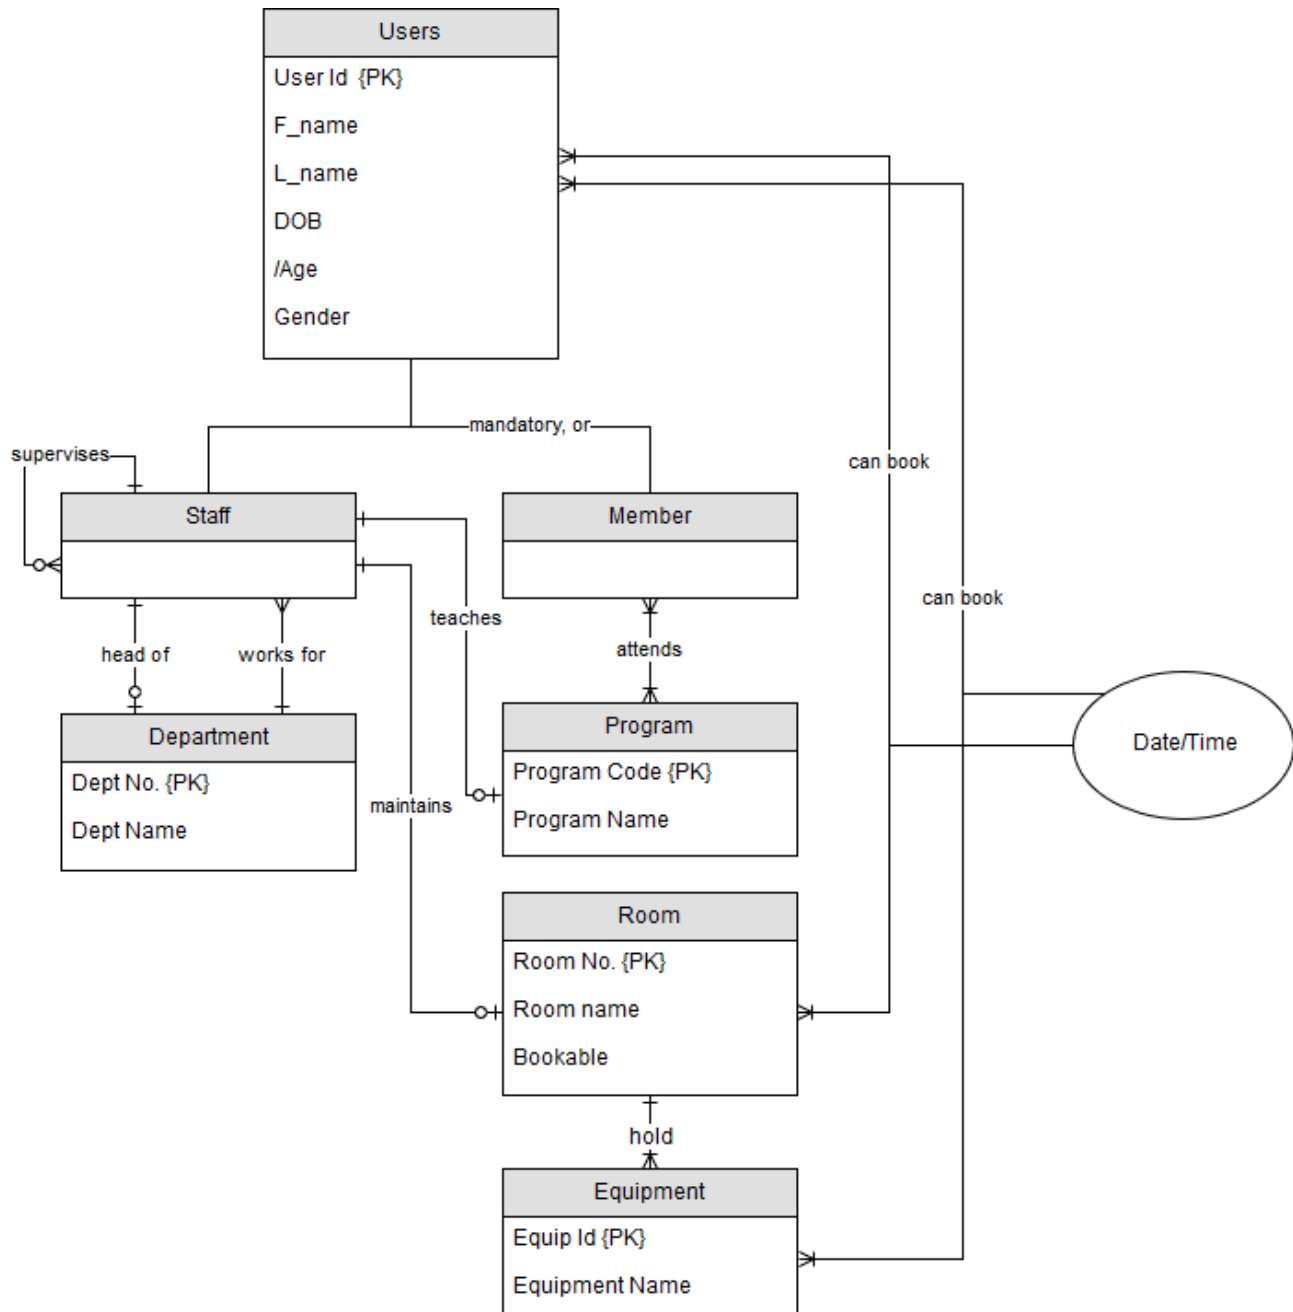 Users
User Id {PK}
F_name
L_name
DOB
/Age
Gender
mandatory, or
supervises
can book
Staff
Member
can book
teaches
attends
head of
works for
Department
Dept No. {PK}
Dept Name
Program
Program Code {PK}
Program Name
Date/Time
maintains
Room
Room No. {PK}
Room name
Bookable
hold
Equipment
Equip Id {PK}
Equipment Name